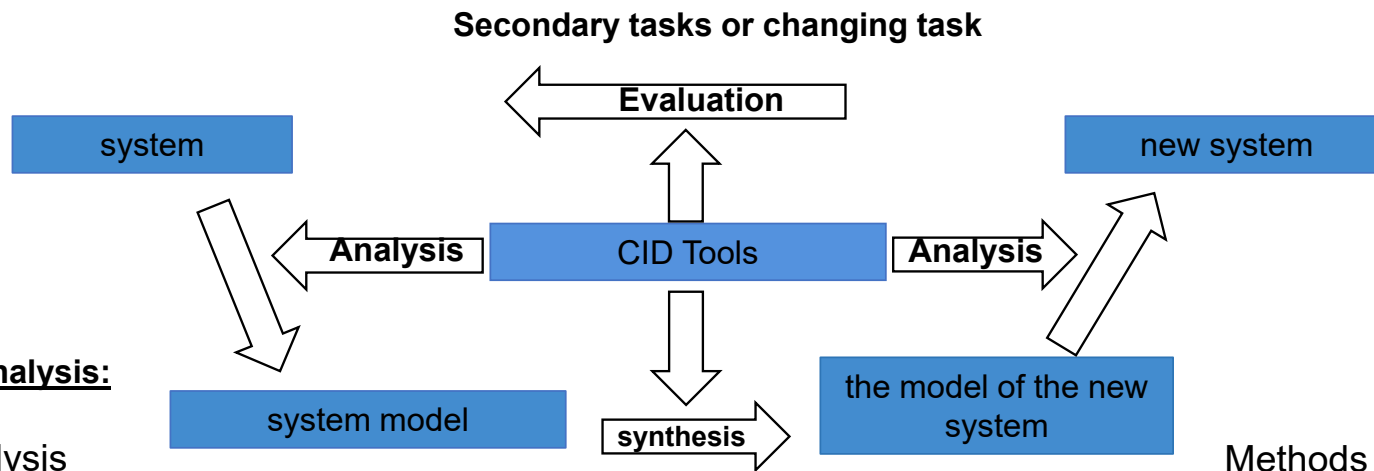 Secondary tasks or changing task
Evaluation
system
new system
Analysis
CID Tools
Analysis
nalysis:
system model
synthesis
the model of the new
system
lysis
Methods